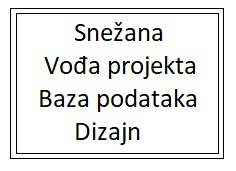 Snežana
Vođa projekta
Baza podataka
Dizajn